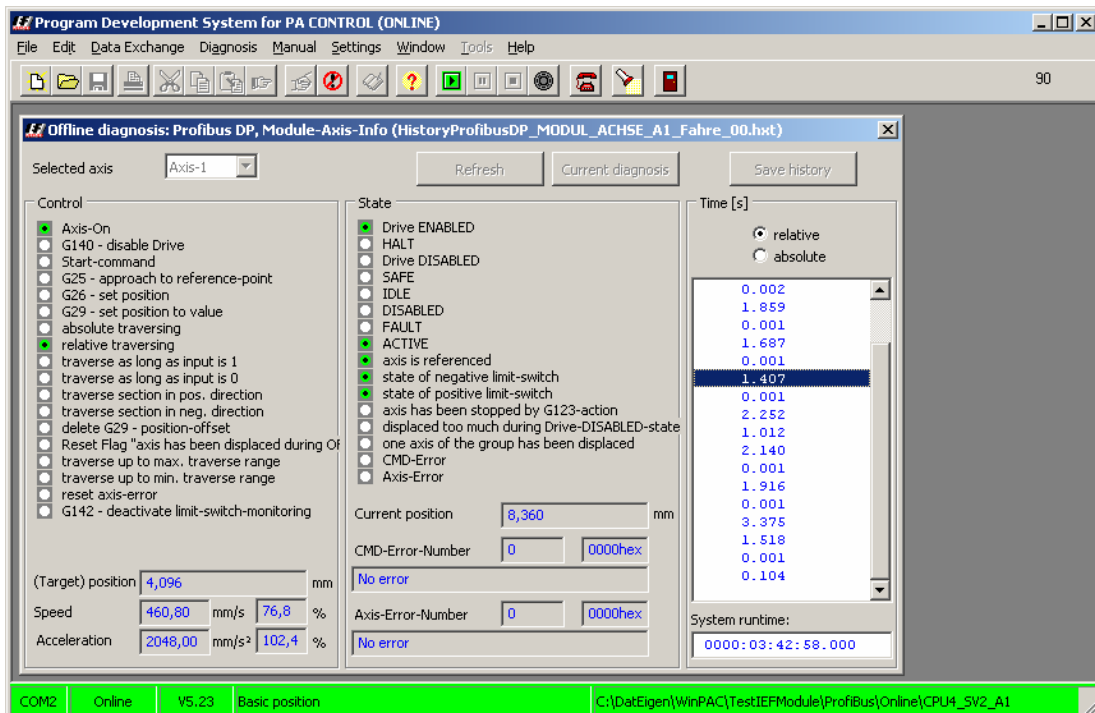 Program Development System for PA CONTROL (ONLINE)
File Edit Data Exchange Diagnosis Manual Settings Window Tools Help
90
Offline diagnosis: Profibus DP, Module-Axis-Info (HistoryProfibusDP_MODUL_ACHSE_A1_Fahre_00.hxt)
Selected axis Axis-1 Refresh Current diagnosis Save history
Control
Axis-On
G140 - disable Drive
Start-command
G25 - approach to reference-point
G26 - set position
G29 - set position to value
absolute traversing
relative traversing
traverse as long as input is 1
traverse as long as input is 0
traverse section in pos. direction
traverse section in neg. direction
delete G29 - position-offset
Reset Flag "axis has been displaced during OF
traverse up to max. traverse range
traverse up to min. traverse range
reset axis-error
G142 - deactivate limit-switch-monitoring
(Target) position 4,096 mm
Speed 460,80 mm/s 76,8 %
Acceleration 2048,00 mm/s² 102,4 %
State
Drive ENABLED
HALT
Drive DISABLED
SAFE
IDLE
DISABLED
FAULT
ACTIVE
axis is referenced
state of negative limit-switch
state of positive limit-switch
axis has been stopped by G123-action
displaced too much during Drive-DISABLED-state
one axis of the group has been displaced
CMD-Error
Axis-Error
Current position 8,360 mm
CMD-Error-Number 0 0000hex
No error
Axis-Error-Number 0 0000hex
No error
Time [s]
relative
absolute
0.002
1.859
0.001
1.687
0.001
1.407
0.001
2.252
1.012
2.140
0.001
1.916
0.001
3.375
1.518
0.001
0.104
System runtime:
0000:03:42:58.000
COM2 Online V5.23 Basic position C:\DatEigen\WinPAC\TestIEFModule\ProfiBus\Online\CPU4_SV2_A1